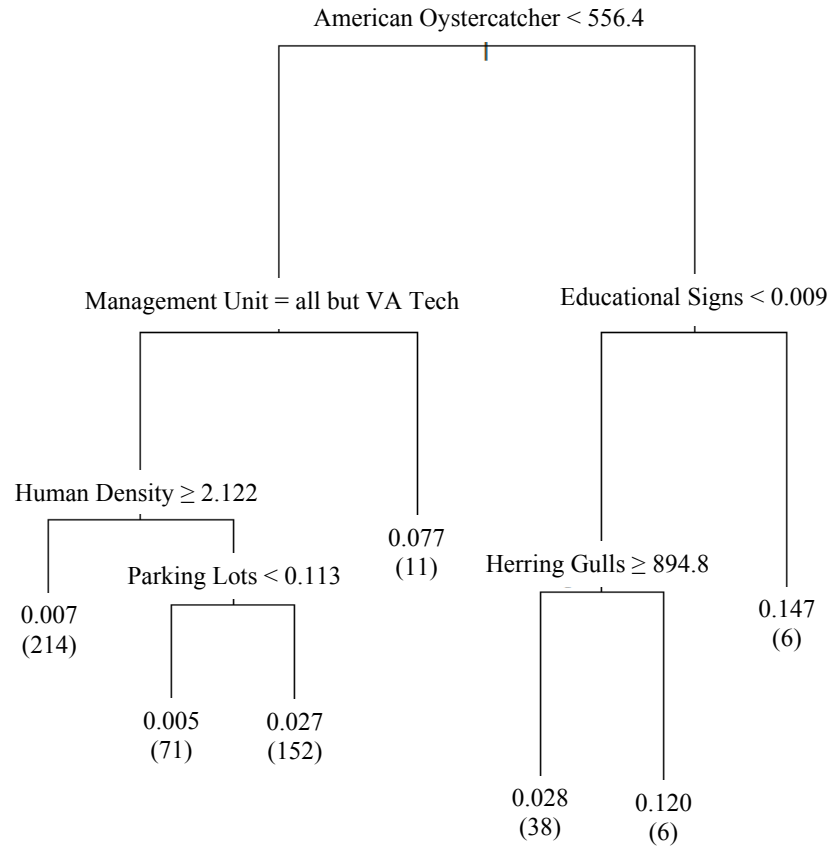 American Oystercatcher < 556.4
Management Unit = all but VA Tech
Educational Signs < 0.009
Human Density ≥ 2.122
0.077
(11)
Herring Gulls ≥ 894.8
Parking Lots < 0.113
0.007
(214)
0.147
(6)
0.005
(71)
0.027
(152)
0.028
(38)
0.120
(6)